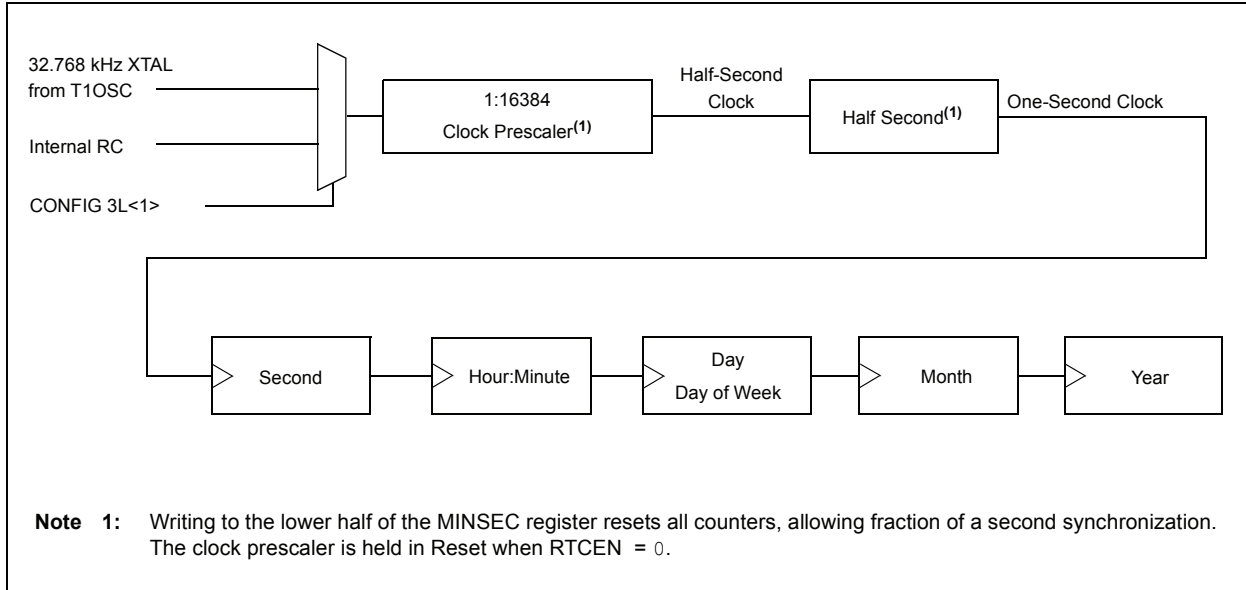 32.768 kHz XTAL
from T1OSC
Internal RC
CONFIG 3L<1>
1:16384
Clock Prescaler(1)
Half-Second
Clock
Half Second(1)
One-Second Clock
Second
Hour:Minute
Day
Day of Week
Month
Year
Note 1: Writing to the lower half of the MINSEC register resets all counters, allowing fraction of a second synchronization.
The clock prescaler is held in Reset when RTCEN = 0.